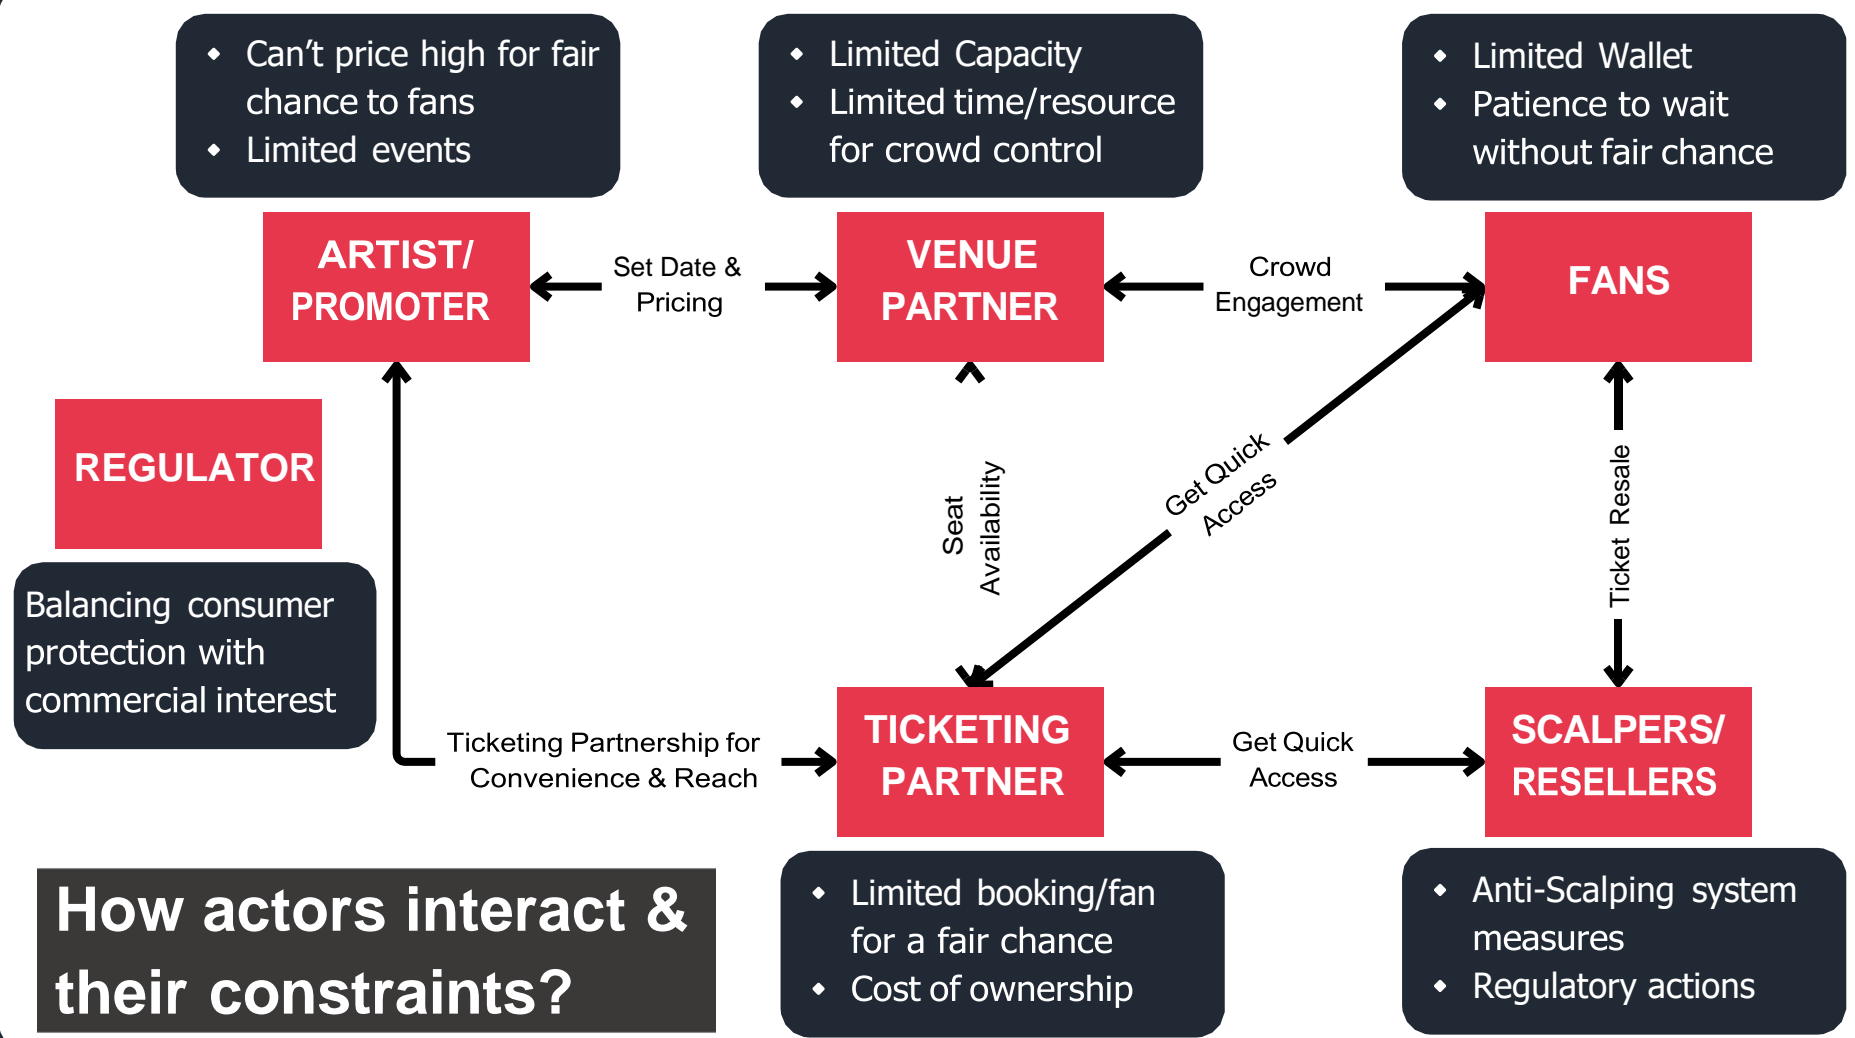 Can’t price high for fair
chance to fans
Limited events
Limited Capacity
Limited time/resource
for crowd control
Limited Wallet
Patience to wait
without fair chance
ARTIST/
PROMOTER
Set Date &
Pricing
VENUE
PARTNER
Crowd
Engagement
FANS
REGULATOR
Balancing consumer
protection with
commercial interest
Seat
Availability
Get Quick
Access
Ticket Resale
Ticketing Partnership for
Convenience & Reach
TICKETING
PARTNER
Get Quick
Access
SCALPERS/
RESELLERS
How actors interact &
their constraints?
Limited booking/fan
for a fair chance
Cost of ownership
Anti-Scalping system
measures
Regulatory actions